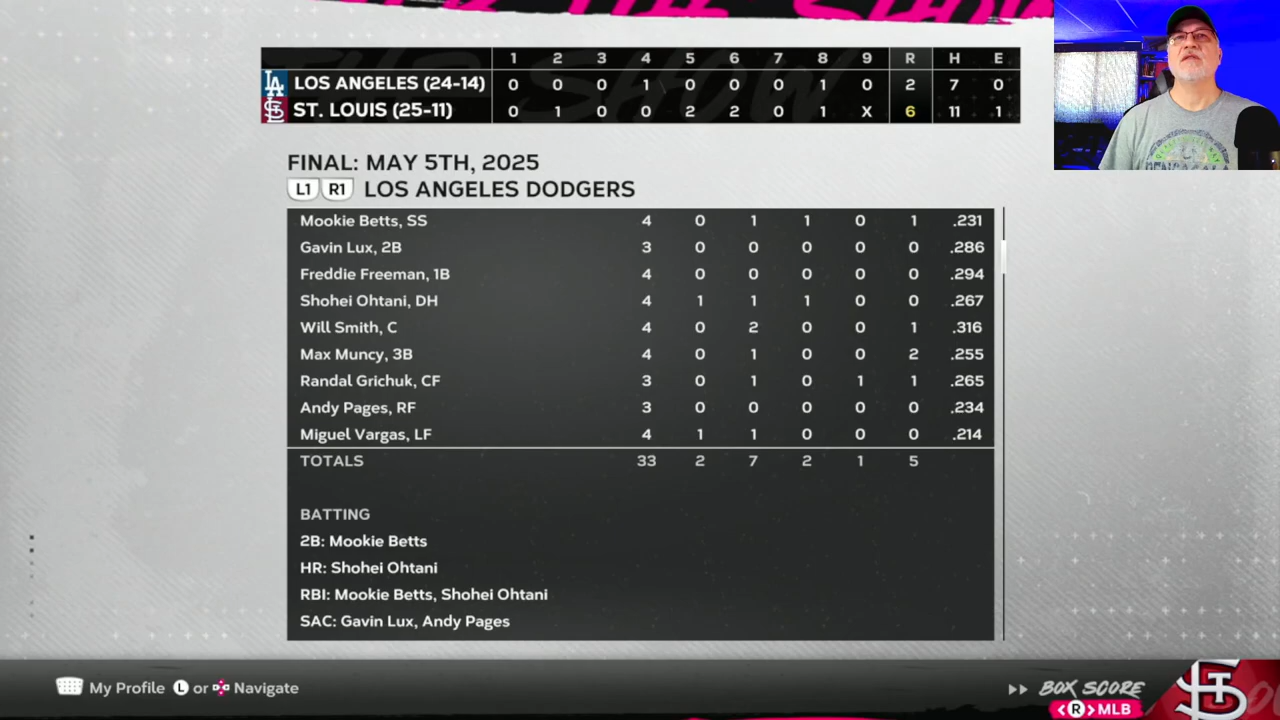 1 2 3 4 5 6 7 8 9 R H E
LOS ANGELES (24-14) 0 0 0 1 0 0 0 1 0 2 7 0
ST. LOUIS (25-11) 0 1 0 0 2 2 0 1 X 6 11 1
FINAL: MAY 5TH, 2025
L1 R1 LOS ANGELES DODGERS
Mookie Betts, SS 4 0 1 1 0 1 .231
Gavin Lux, 2B 3 0 0 0 0 0 .286
Freddie Freeman, 1B 4 0 0 0 0 0 .294
Shohei Ohtani, DH 4 1 1 1 0 0 .267
Will Smith, C 4 0 2 0 0 1 .316
Max Muncy, 3B 4 0 1 0 0 2 .255
Randal Grichuk, CF 3 0 1 0 1 1 .265
Andy Pages, RF 3 0 0 0 0 0 .234
Miguel Vargas, LF 4 1 1 0 0 0 .214
TOTALS 33 2 7 2 1 5
BATTING
2B: Mookie Betts
HR: Shohei Ohtani
RBI: Mookie Betts, Shohei Ohtani
SAC: Gavin Lux, Andy Pages
My Profile L or Navigate
BOX SCORE
R MLB